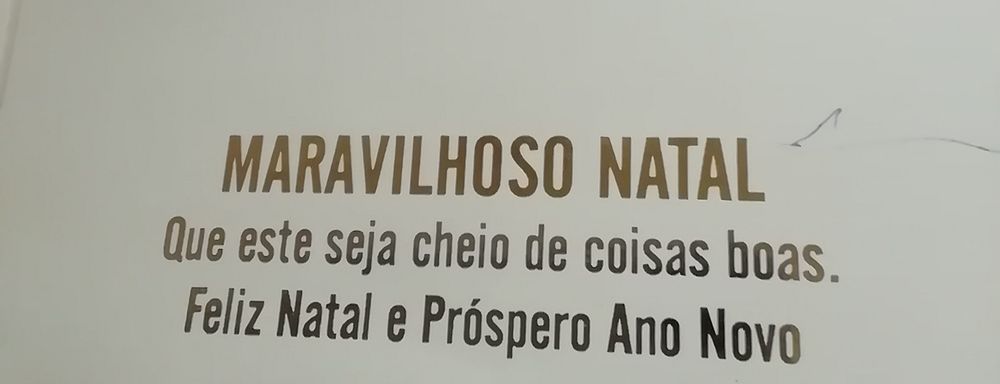 MARAVILHOSO NATAL
Que este seja cheio de coisas boas.
Feliz Natal e Próspero Ano Novo